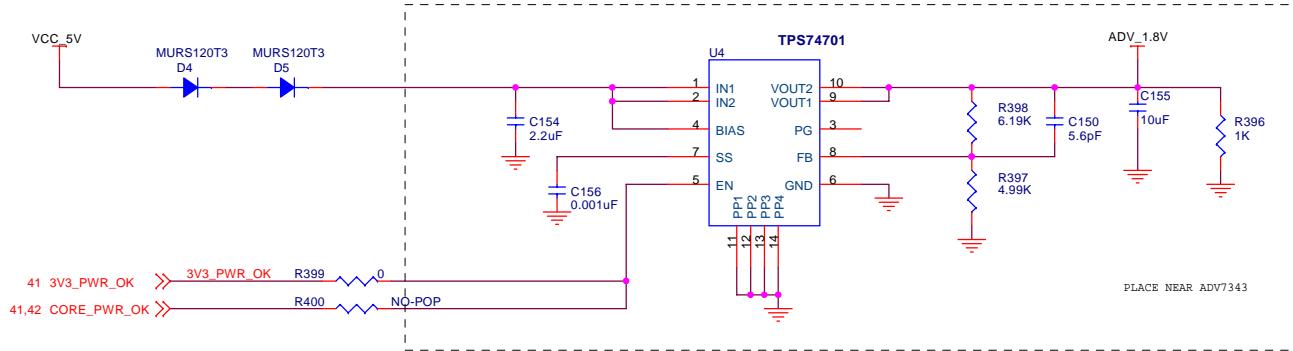 VCC_5V
MURS120T3
D4
MURS120T3
D5
TPS74701
U4
ADV_1.8V
1 IN1
2 IN2
4 BIAS
7 SS
5 EN
VOUT2 10
VOUT1 9
PG 3
FB 8
GND 6
PP1
PP2
PP3
PP4
11
12
13
14
C154
2.2uF
C156
0.001uF
R398
6.19K
C150
5.6pF
C155
10uF
R396
1K
R397
4.99K
41 3V3_PWR_OK
3V3_PWR_OK
R399
0
41,42 CORE_PWR_OK
R400
NO-POP
PLACE NEAR ADV7343